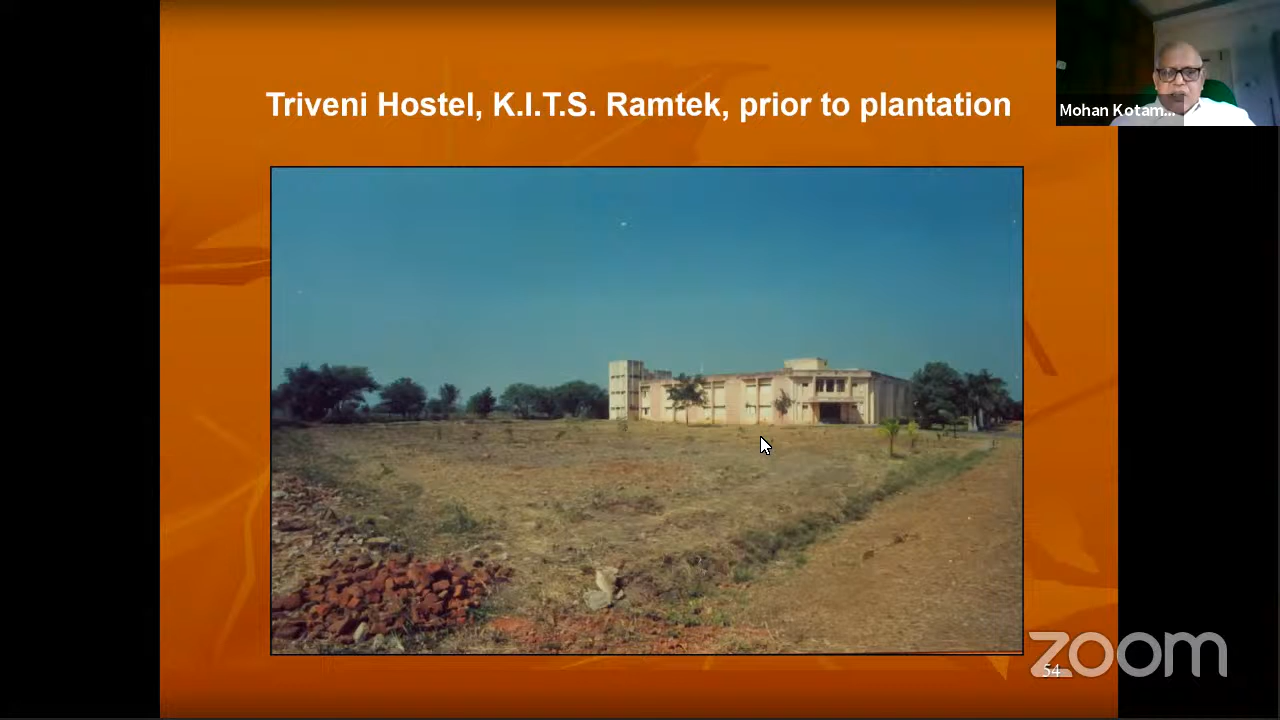 Triveni Hostel, K.I.T.S. Ramtek, prior to plantation
Mohan Kotam...
54
zoom